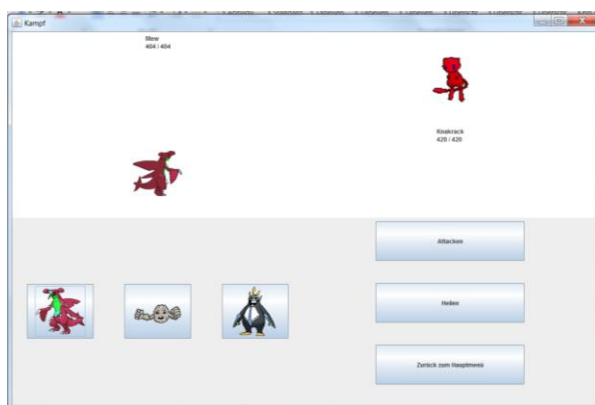 Kampf
Mew
404 / 404
Knakrack
420 / 420
Attacken
Heilen
Zurück zum Hauptmenü